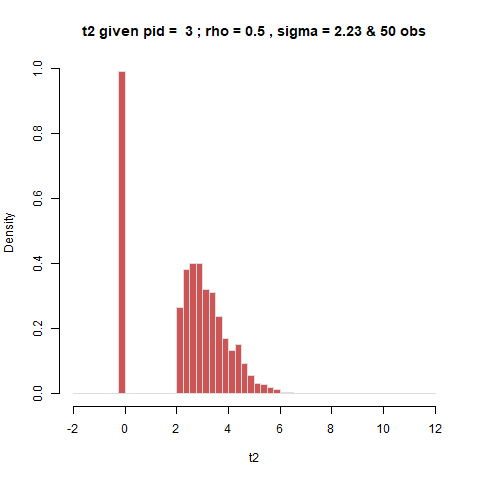 t2 given pid =  3 ; rho = 0.5 , sigma = 2.23 & 50 obs
Density
1.0
0.8
0.6
0.4
0.2
0.0
-2 0 2 4 6 8 10 12
t2